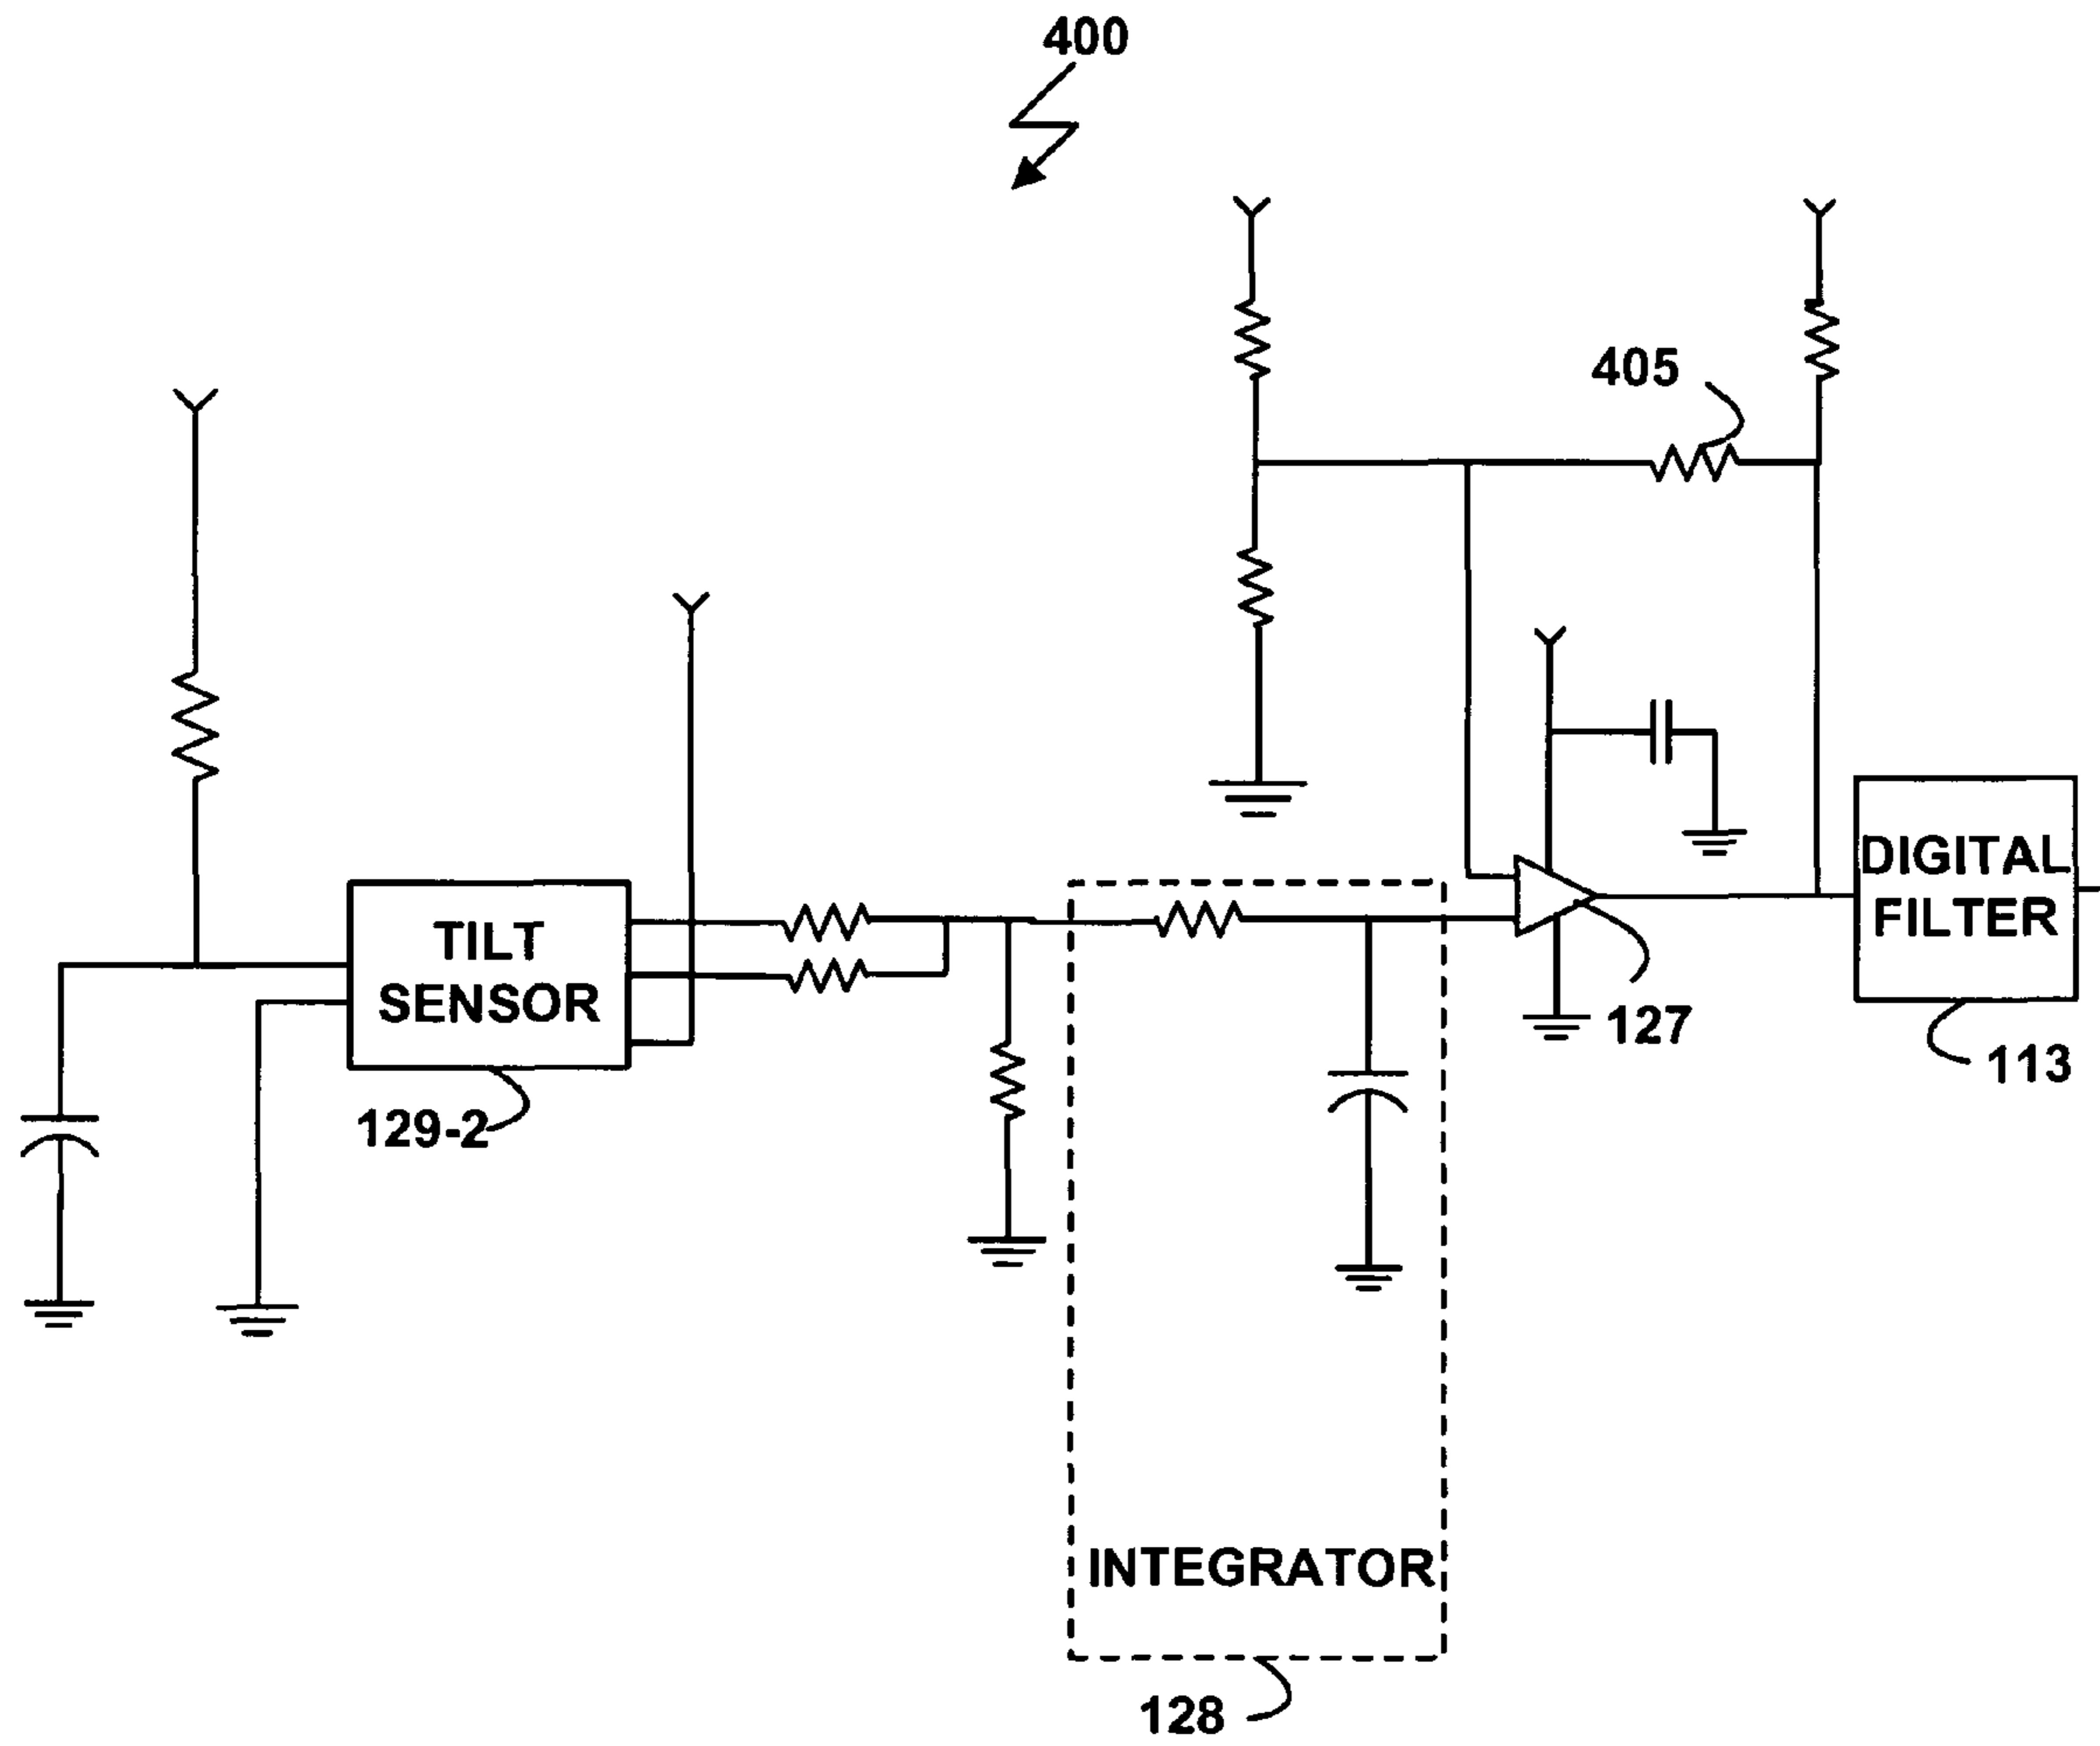 400
405
DIGITAL
FILTER
TILT
SENSOR
127
113
129-2
INTEGRATOR
128